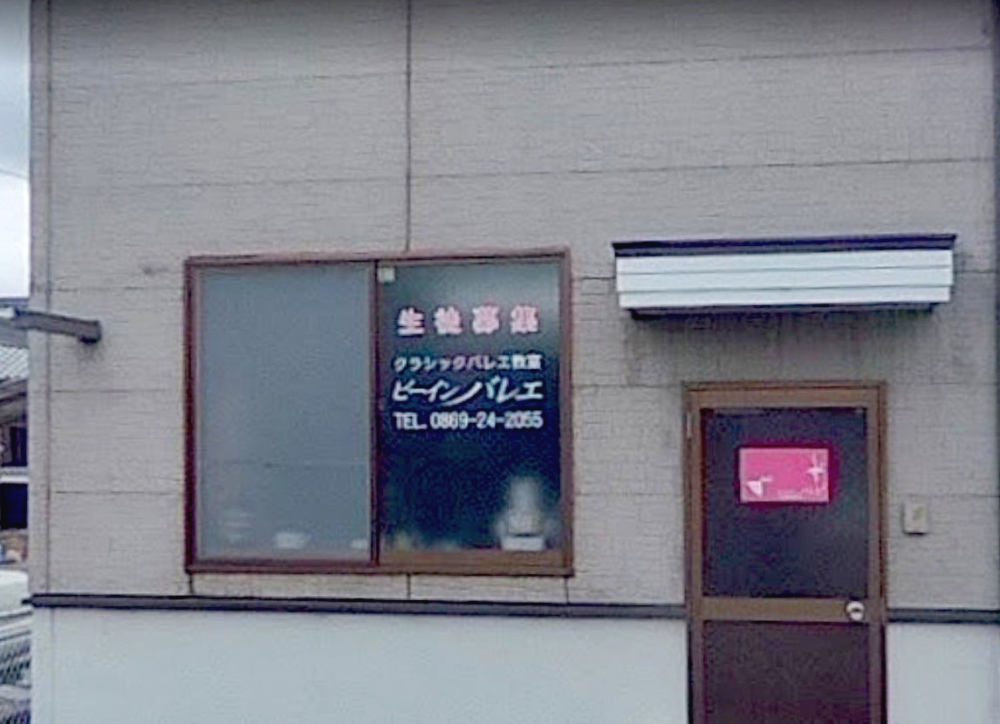 生徒募集
クラシックバレエ教室
ビーインバレエ
TEL. 0869-24-2055